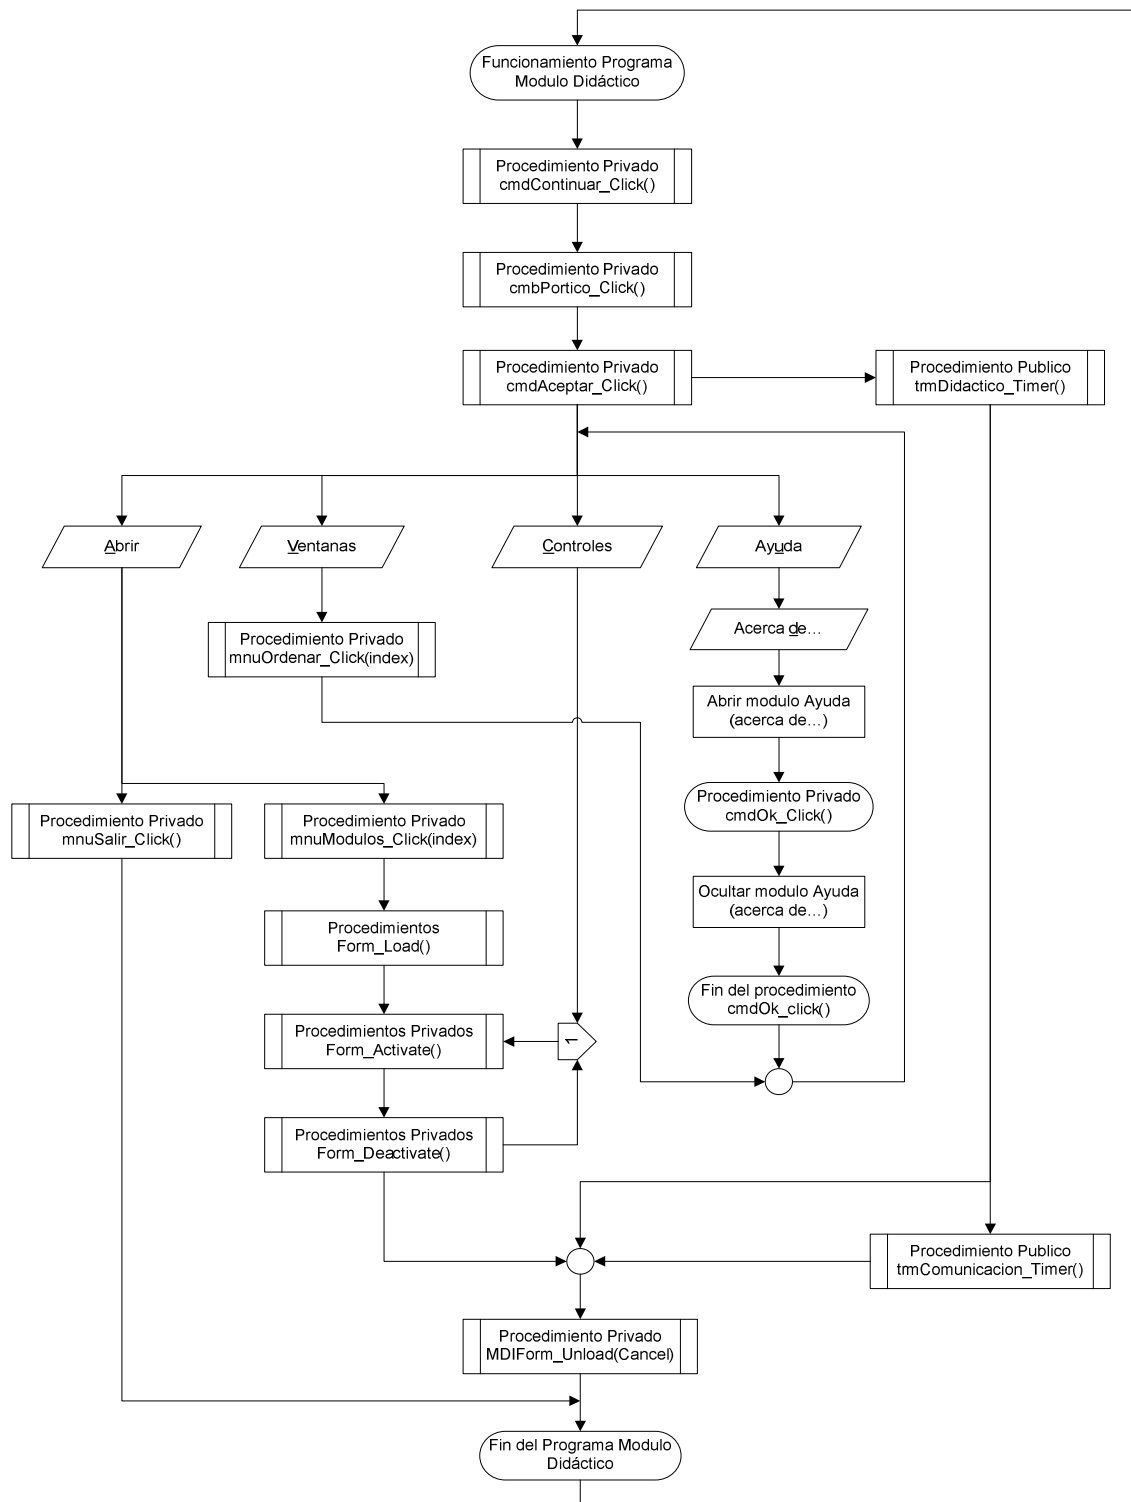 Funcionamiento Programa
Modulo Didáctico
Procedimiento Privado
cmdContinuar_Click()
Procedimiento Privado
cmbPortico_Click()
Procedimiento Privado
cmdAceptar_Click()
Procedimiento Publico
trmDidactico_Timer()
Abrir
Ventanas
Controles
Ayuda
Procedimiento Privado
mnuOrdenar_Click(index)
Acerca de...
Abrir modulo Ayuda
(acerca de...)
Procedimiento Privado
cmdOk_Click()
Procedimiento Privado
mnuSalir_Click()
Procedimiento Privado
mnuModulos_Click(index)
Ocultar modulo Ayuda
(acerca de...)
Procedimientos
Form_Load()
Fin del procedimiento
cmdOk_click()
Procedimientos Privados
Form_Activate()
1
Procedimientos Privados
Form_Deactivate()
Procedimiento Publico
trmComunicacion_Timer()
Procedimiento Privado
MDIForm_Unload(Cancel)
Fin del Programa Modulo
Didáctico